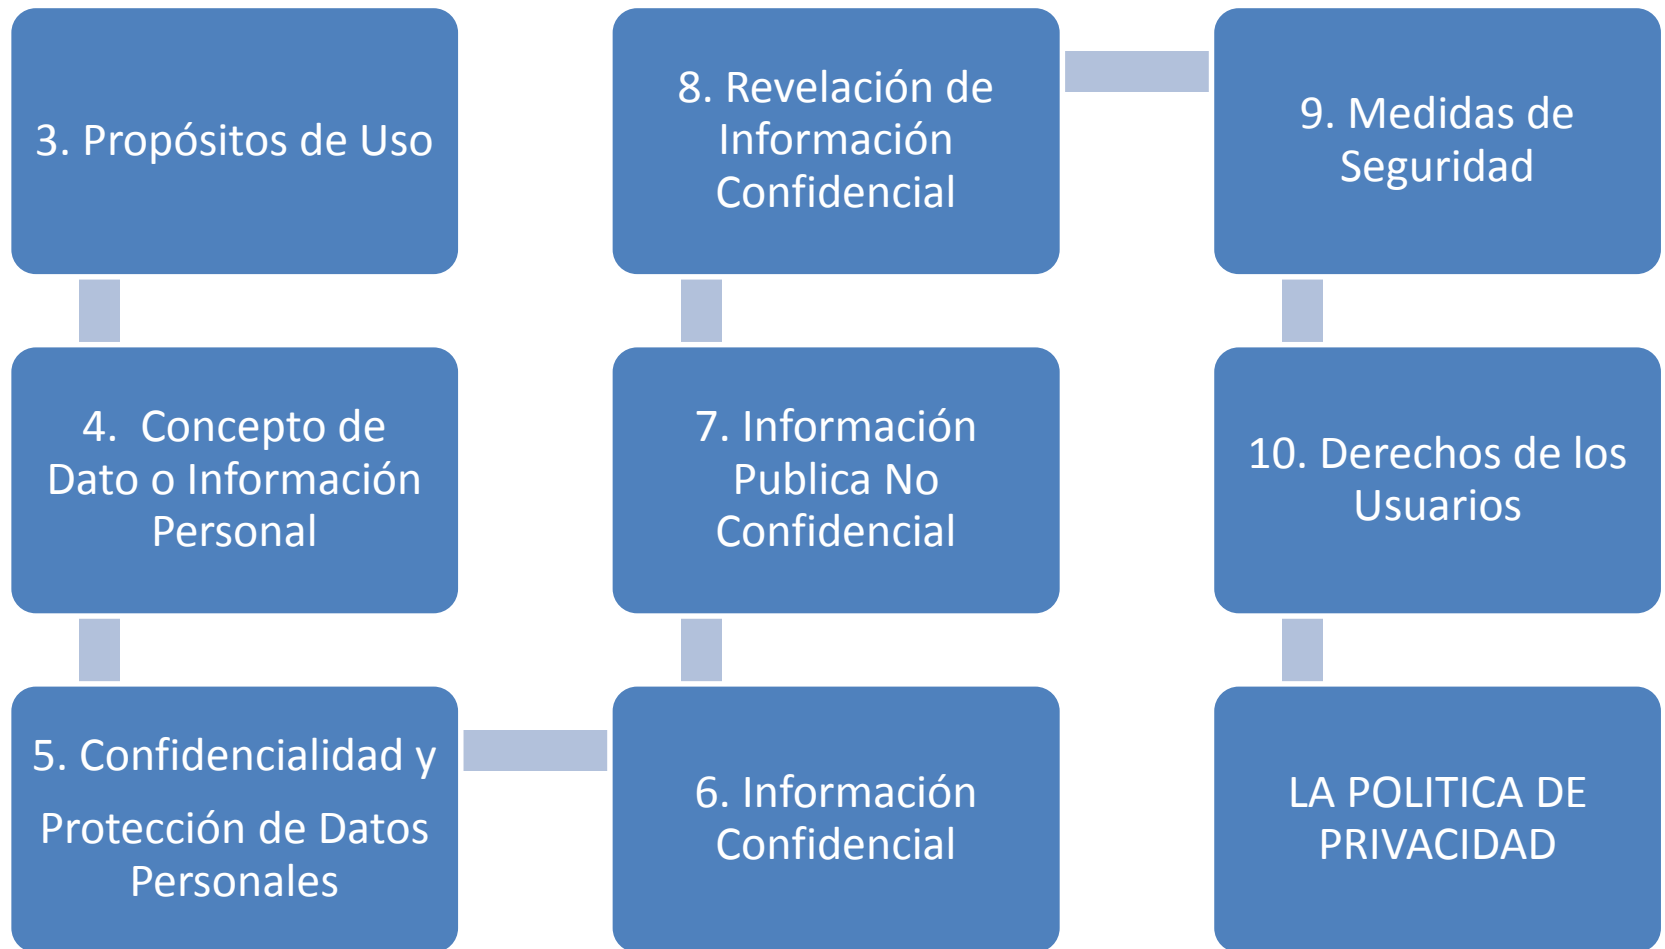 3. Propósitos de Uso
4.  Concepto de
Dato o Información
Personal
5. Confidencialidad y
Protección de Datos
Personales
6. Información
Confidencial
7. Información
Publica No
Confidencial
8. Revelación de
Información
Confidencial
9. Medidas de
Seguridad
10. Derechos de los
Usuarios
LA POLITICA DE
PRIVACIDAD